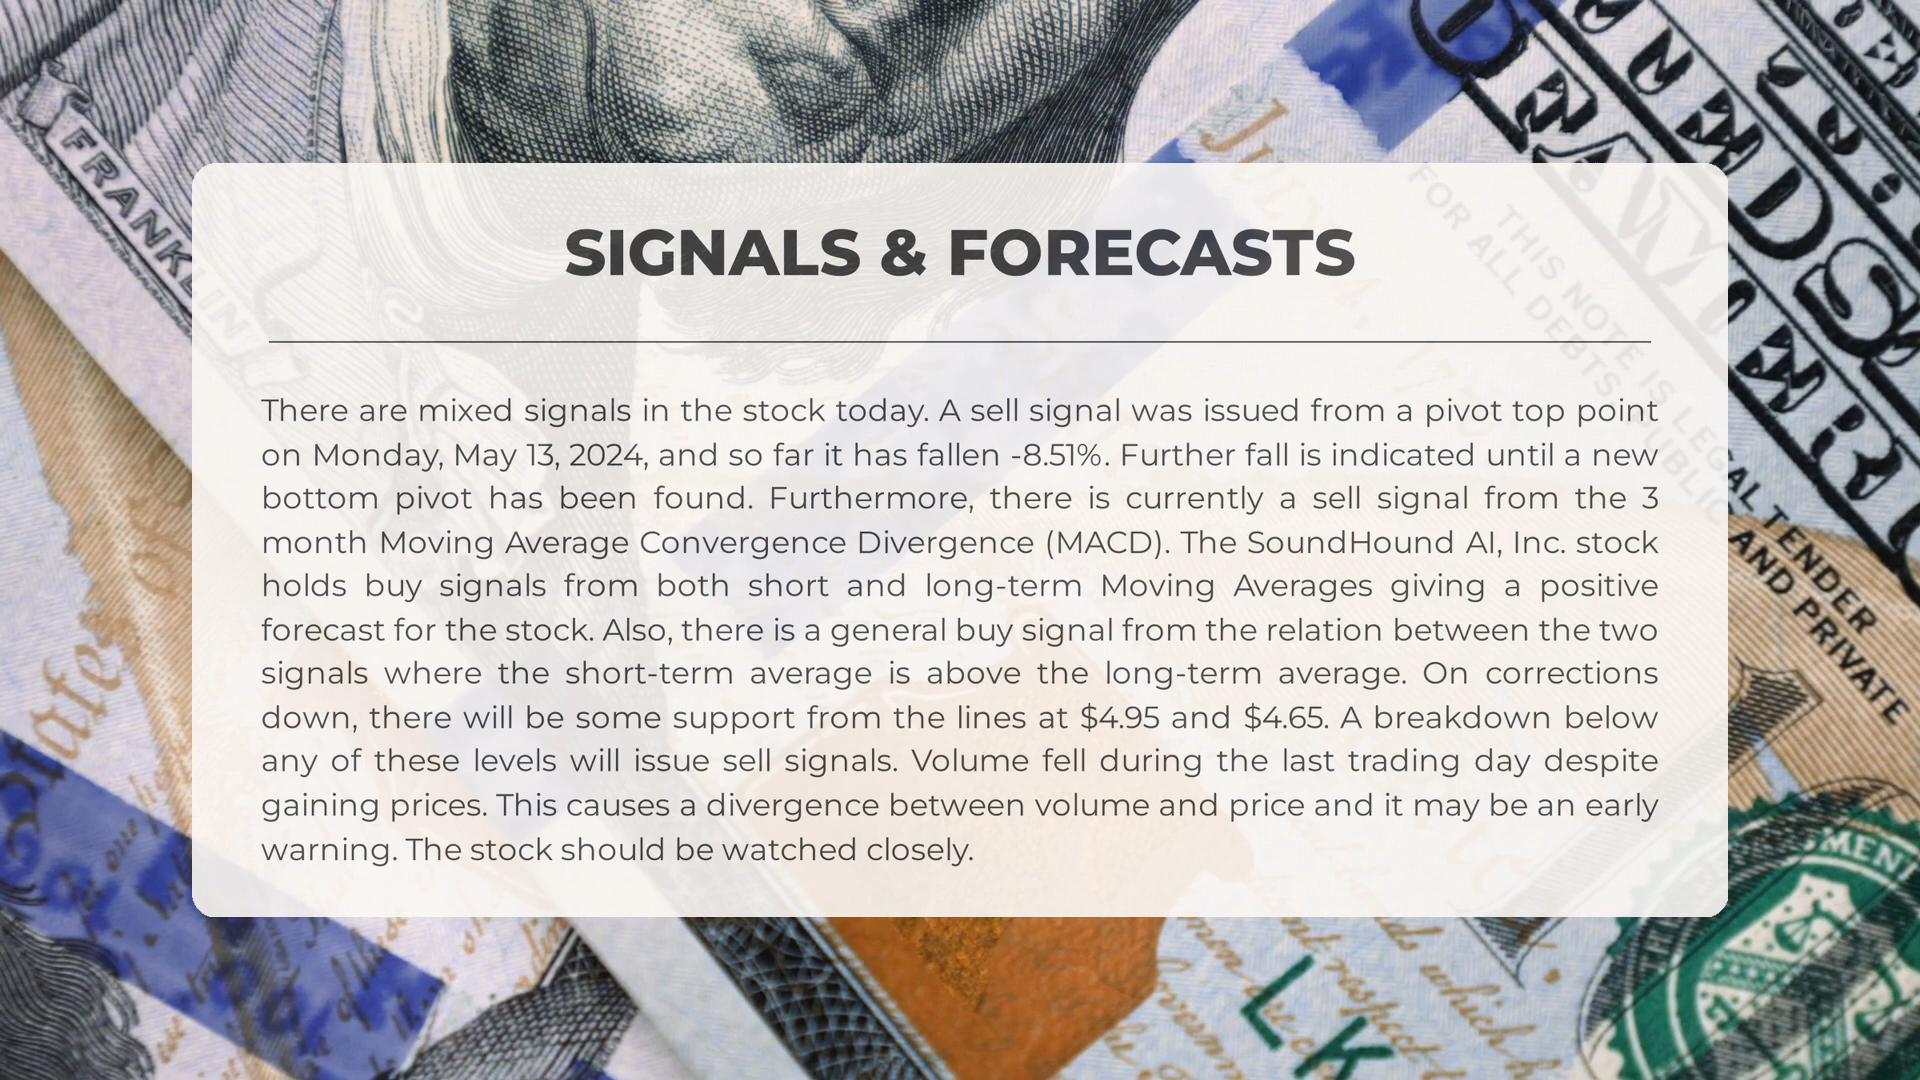 FRANKLIN
JULY 4, 17
THIS NOTE IS LEGAL TENDER
FOR ALL DEBTS, PUBLIC AND PRIVATE
SIGNALS & FORECASTS
There are mixed signals in the stock today. A sell signal was issued from a pivot top point
on Monday, May 13, 2024, and so far it has fallen -8.51%. Further fall is indicated until a new
bottom pivot has been found. Furthermore, there is currently a sell signal from the 3
month Moving Average Convergence Divergence (MACD). The SoundHound AI, Inc. stock
holds buy signals from both short and long-term Moving Averages giving a positive
forecast for the stock. Also, there is a general buy signal from the relation between the two
signals where the short-term average is above the long-term average. On corrections
down, there will be some support from the lines at $4.95 and $4.65. A breakdown below
any of these levels will issue sell signals. Volume fell during the last trading day despite
gaining prices. This causes a divergence between volume and price and it may be an early
warning. The stock should be watched closely.
LK